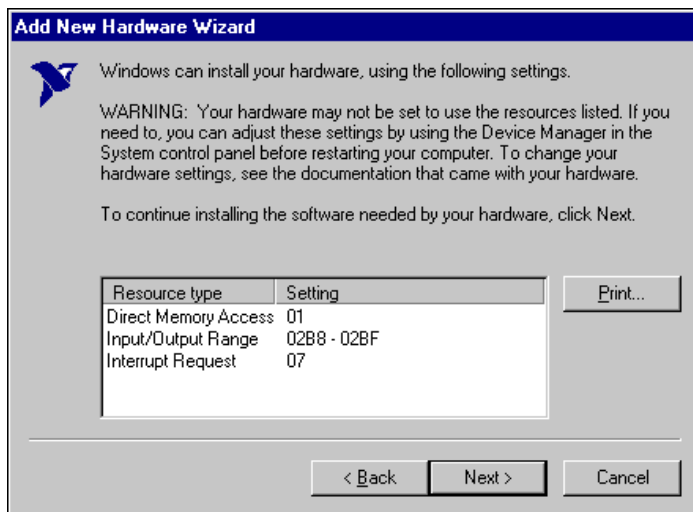 Add New Hardware Wizard
Windows can install your hardware, using the following settings.
WARNING: Your hardware may not be set to use the resources listed. If you
need to, you can adjust these settings by using the Device Manager in the
System control panel before restarting your computer. To change your
hardware settings, see the documentation that came with your hardware.
To continue installing the software needed by your hardware, click Next.
Resource type Setting
Direct Memory Access 01
Input/Output Range 02B8 - 02BF
Interrupt Request 07
Print...
< Back Next > Cancel